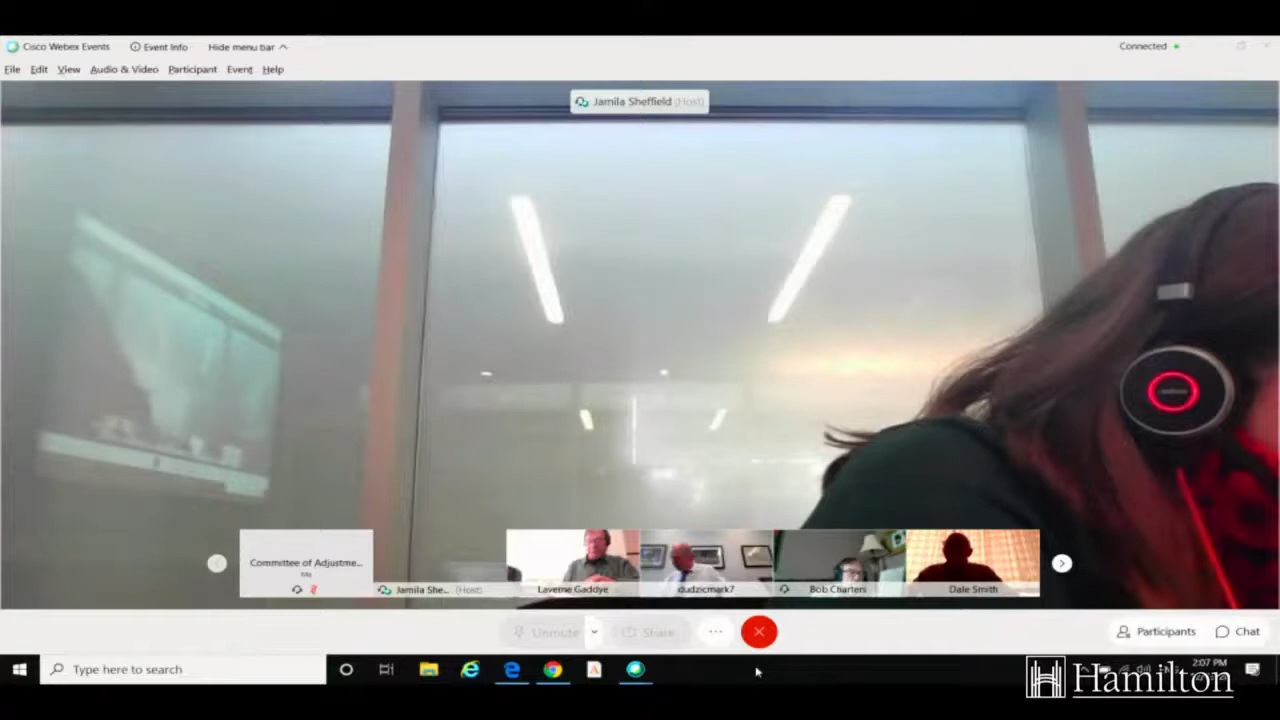 Cisco Webex Events
Event Info
Hide menu bar
Connected
File Edit View Audio & Video Participant Event Help
Jamila Sheffield (Host)
Committee of Adjustme...
Jamila She... (Host)
Laverne Gaddye
dudzicmark7
Bob Charters
Dale Smith
Unmute
Share
Participants
Chat
Type here to search
2:07 PM
Hamilton